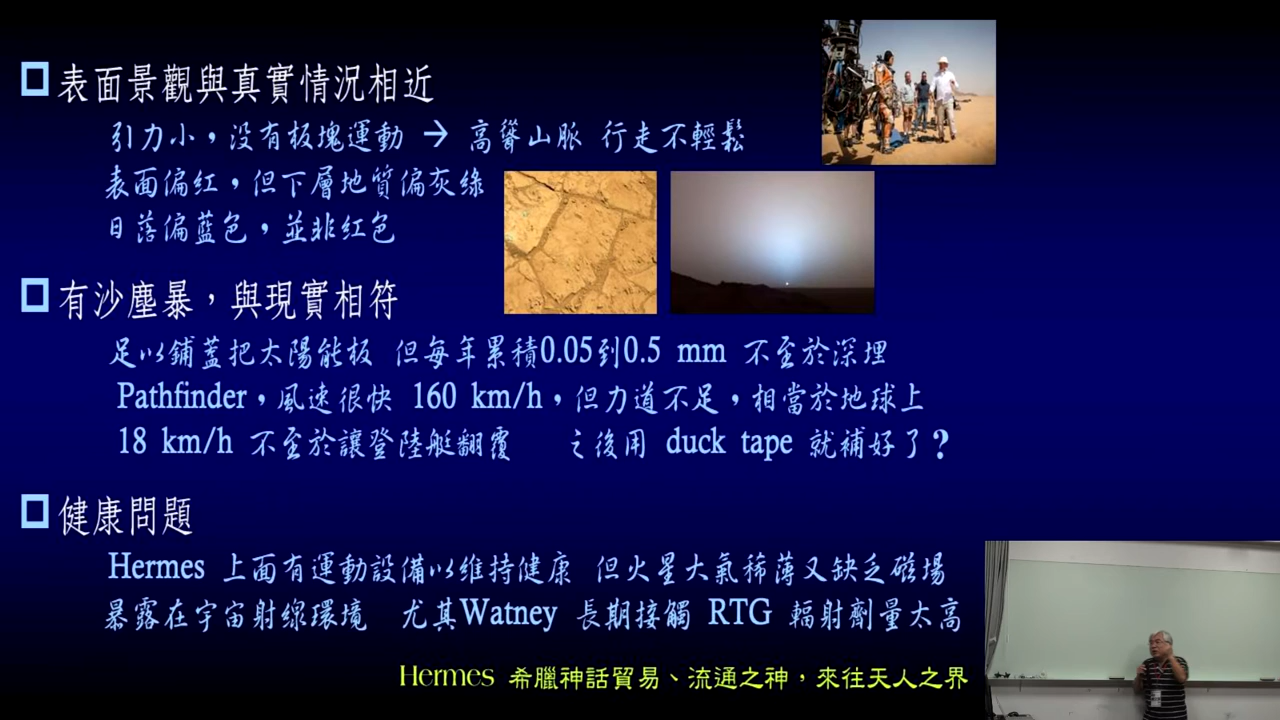 表面景觀與真實情況相近
引力小，沒有板塊運動 → 高聳山脈 行走不輕鬆
表面偏紅，但下層地質偏灰綠
日落偏藍色，並非紅色
有沙塵暴，與現實相符
足以鋪蓋把太陽能板 但每年累積0.05到0.5 mm 不至於深埋
Pathfinder，風速很快 160 km/h，但力道不足，相當於地球上
18 km/h 不至於讓登陸艇翻覆 之後用 duck tape 就補好了？
健康問題
Hermes 上面有運動設備以維持健康 但火星大氣稀薄又缺乏磁場
暴露在宇宙射線環境 尤其Watney 長期接觸 RTG 輻射劑量太高
Hermes 希臘神話貿易、流通之神，來往天人之界